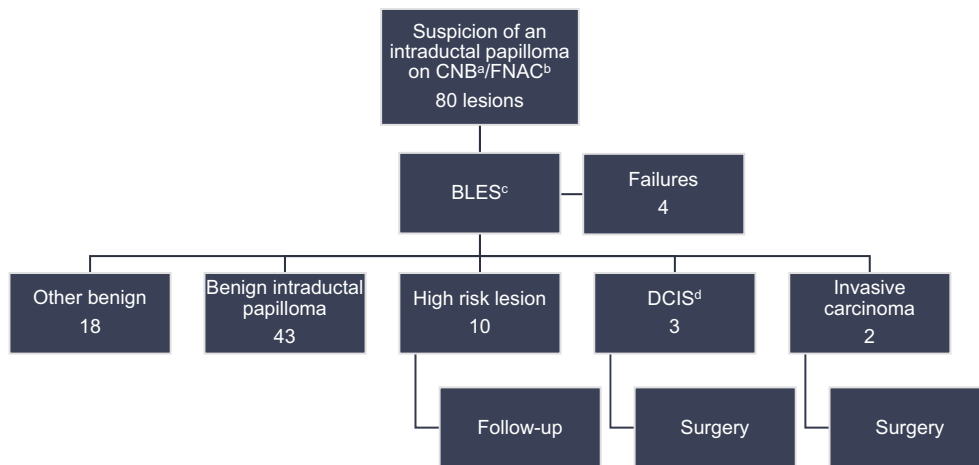 Suspicion of an
intraductal papilloma
on CNBᵃ/FNACᵇ
80 lesions
BLESᶜ
Failures
4
Other benign
18
Benign intraductal
papilloma
43
High risk lesion
10
DCISᵈ
3
Invasive
carcinoma
2
Follow-up
Surgery
Surgery